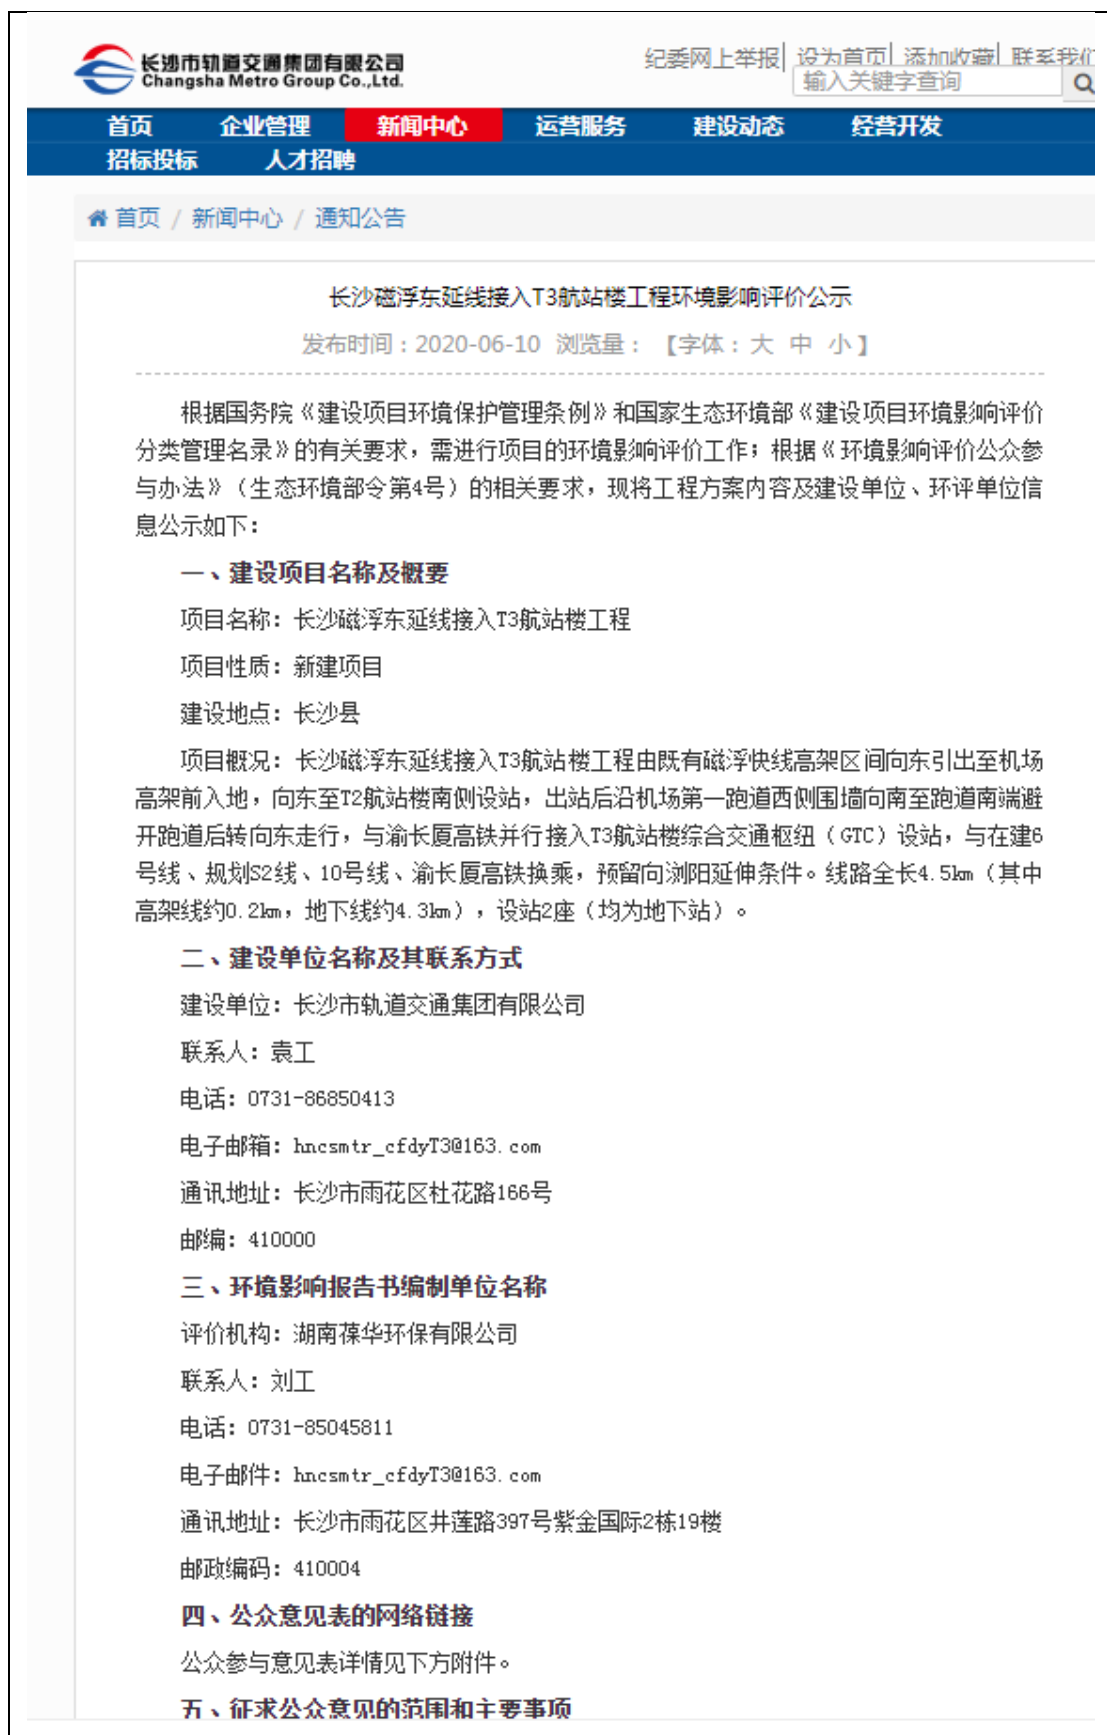 长沙市轨道交通集团有限公司
Changsha Metro Group Co.,Ltd.
纪委网上举报| 设为首页| 添加收藏| 联系我们
输入关键字查询
首页 企业管理 新闻中心 运营服务 建设动态 经营开发
招标投标 人才招聘
首页 / 新闻中心 / 通知公告
长沙磁浮东延线接入T3航站楼工程环境影响评价公示
发布时间：2020-06-10 浏览量： 【字体：大 中 小】
根据国务院《建设项目环境保护管理条例》和国家生态环境部《建设项目环境影响评价
分类管理名录》的有关要求，需进行项目的环境影响评价工作；根据《环境影响评价公众参
与办法》（生态环境部令第4号）的相关要求，现将工程方案内容及建设单位、环评单位信
息公示如下：
一、建设项目名称及概要
项目名称：长沙磁浮东延线接入T3航站楼工程
项目性质：新建项目
建设地点：长沙县
项目概况：长沙磁浮东延线接入T3航站楼工程由既有磁浮快线高架区间向东引出至机场
高架前入地，向东至T2航站楼南侧设站，出站后沿机场第一跑道西侧围墙向南至跑道南端避
开跑道后转向东走行，与渝长厦高铁并行接入T3航站楼综合交通枢纽（GTC）设站，与在建6
号线、规划S2线、10号线、渝长厦高铁换乘，预留向浏阳延伸条件。线路全长4.5km（其中
高架线约0.2km，地下线约4.3km），设站2座（均为地下站）。
二、建设单位名称及其联系方式
建设单位：长沙市轨道交通集团有限公司
联系人：袁工
电话：0731-86850413
电子邮箱：hncsmtr_cfdyT3@163.com
通讯地址：长沙市雨花区杜花路166号
邮编：410000
三、环境影响报告书编制单位名称
评价机构：湖南葆华环保有限公司
联系人：刘工
电话：0731-85045811
电子邮件：hncsmtr_cfdyT3@163.com
通讯地址：长沙市雨花区井莲路397号紫金国际2栋19楼
邮政编码：410004
四、公众意见表的网络链接
公众参与意见表详情见下方附件。
五、征求公众意见的范围和主要事项